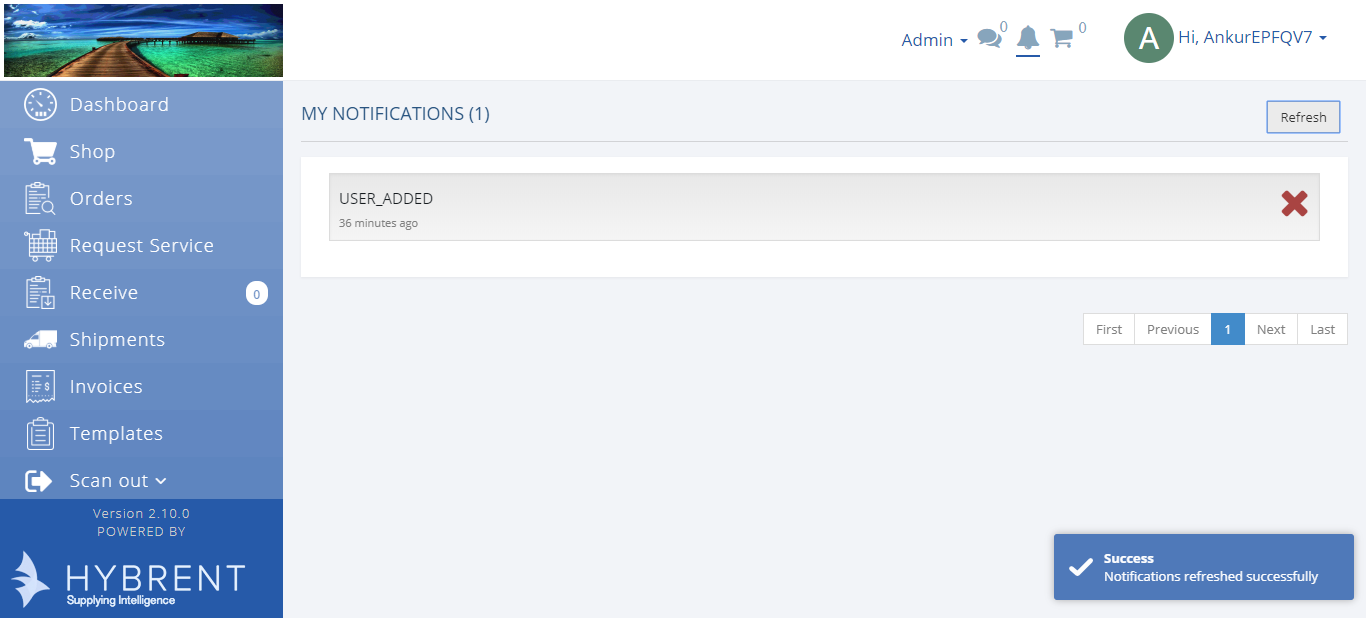 Admin
0
0
A
Hi, AnkurEPFQV7
Dashboard
Shop
Orders
Request Service
Receive
0
Shipments
Invoices
Templates
Scan out
Version 2.10.0
POWERED BY
HYBRENT
Supplying Intelligence
MY NOTIFICATIONS (1)
Refresh
USER_ADDED
36 minutes ago
First Previous 1 Next Last
Success
Notifications refreshed successfully